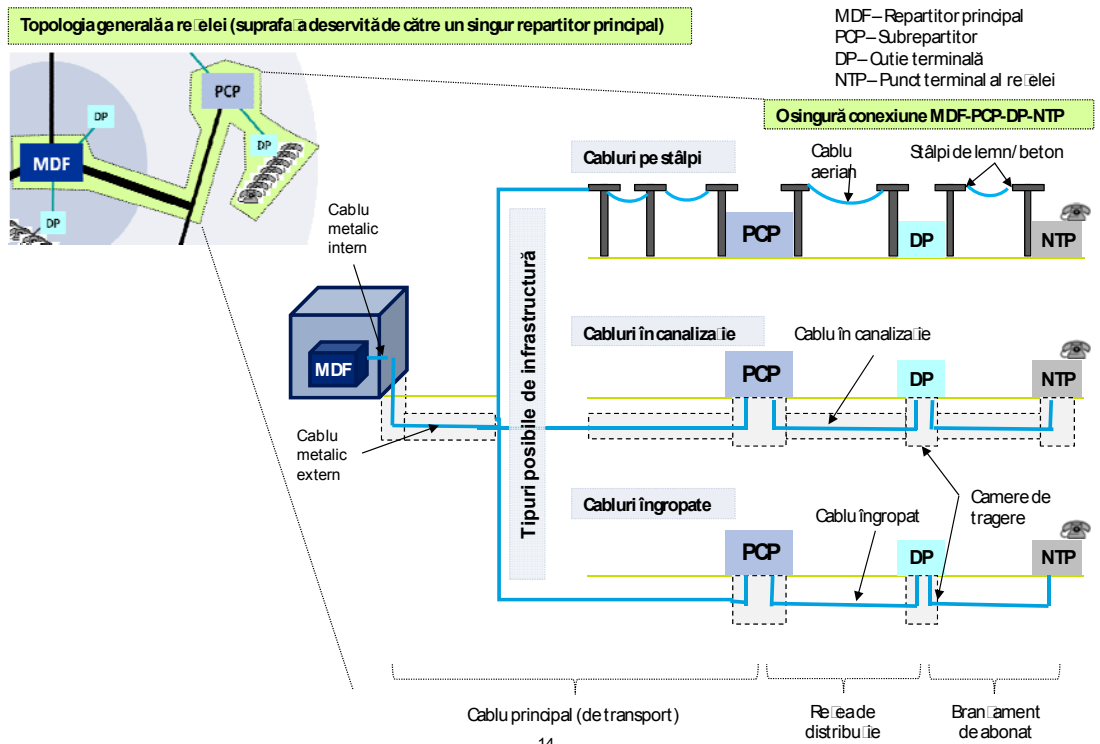 Topologia generală a re□elei (suprafa□a deservită de către un singur repartitor principal)
MDF – Repartitor principal
PCP – Subrepartitor
DP – Cutie terminală
NTP – Punct terminal al re□elei
PCP
DP
DP
MDF
DP
O singură conexiune MDF-PCP-DP-NTP
Cabluri pe stâlpi
Cablu
aerian
Stâlpi de lemn/ beton
PCP
DP
NTP
Cablu
metalic
intern
MDF
Cablu
metalic
extern
Tipuri posibile de infrastructură
Cabluri în canaliza□ie
Cablu în canaliza□ie
PCP
DP
NTP
Cabluri îngropate
Cablu îngropat
Camere de
tragere
PCP
DP
NTP
Cablu principal (de transport)
Re□ea de
distribu□ie
Bran□ament
de abonat
14